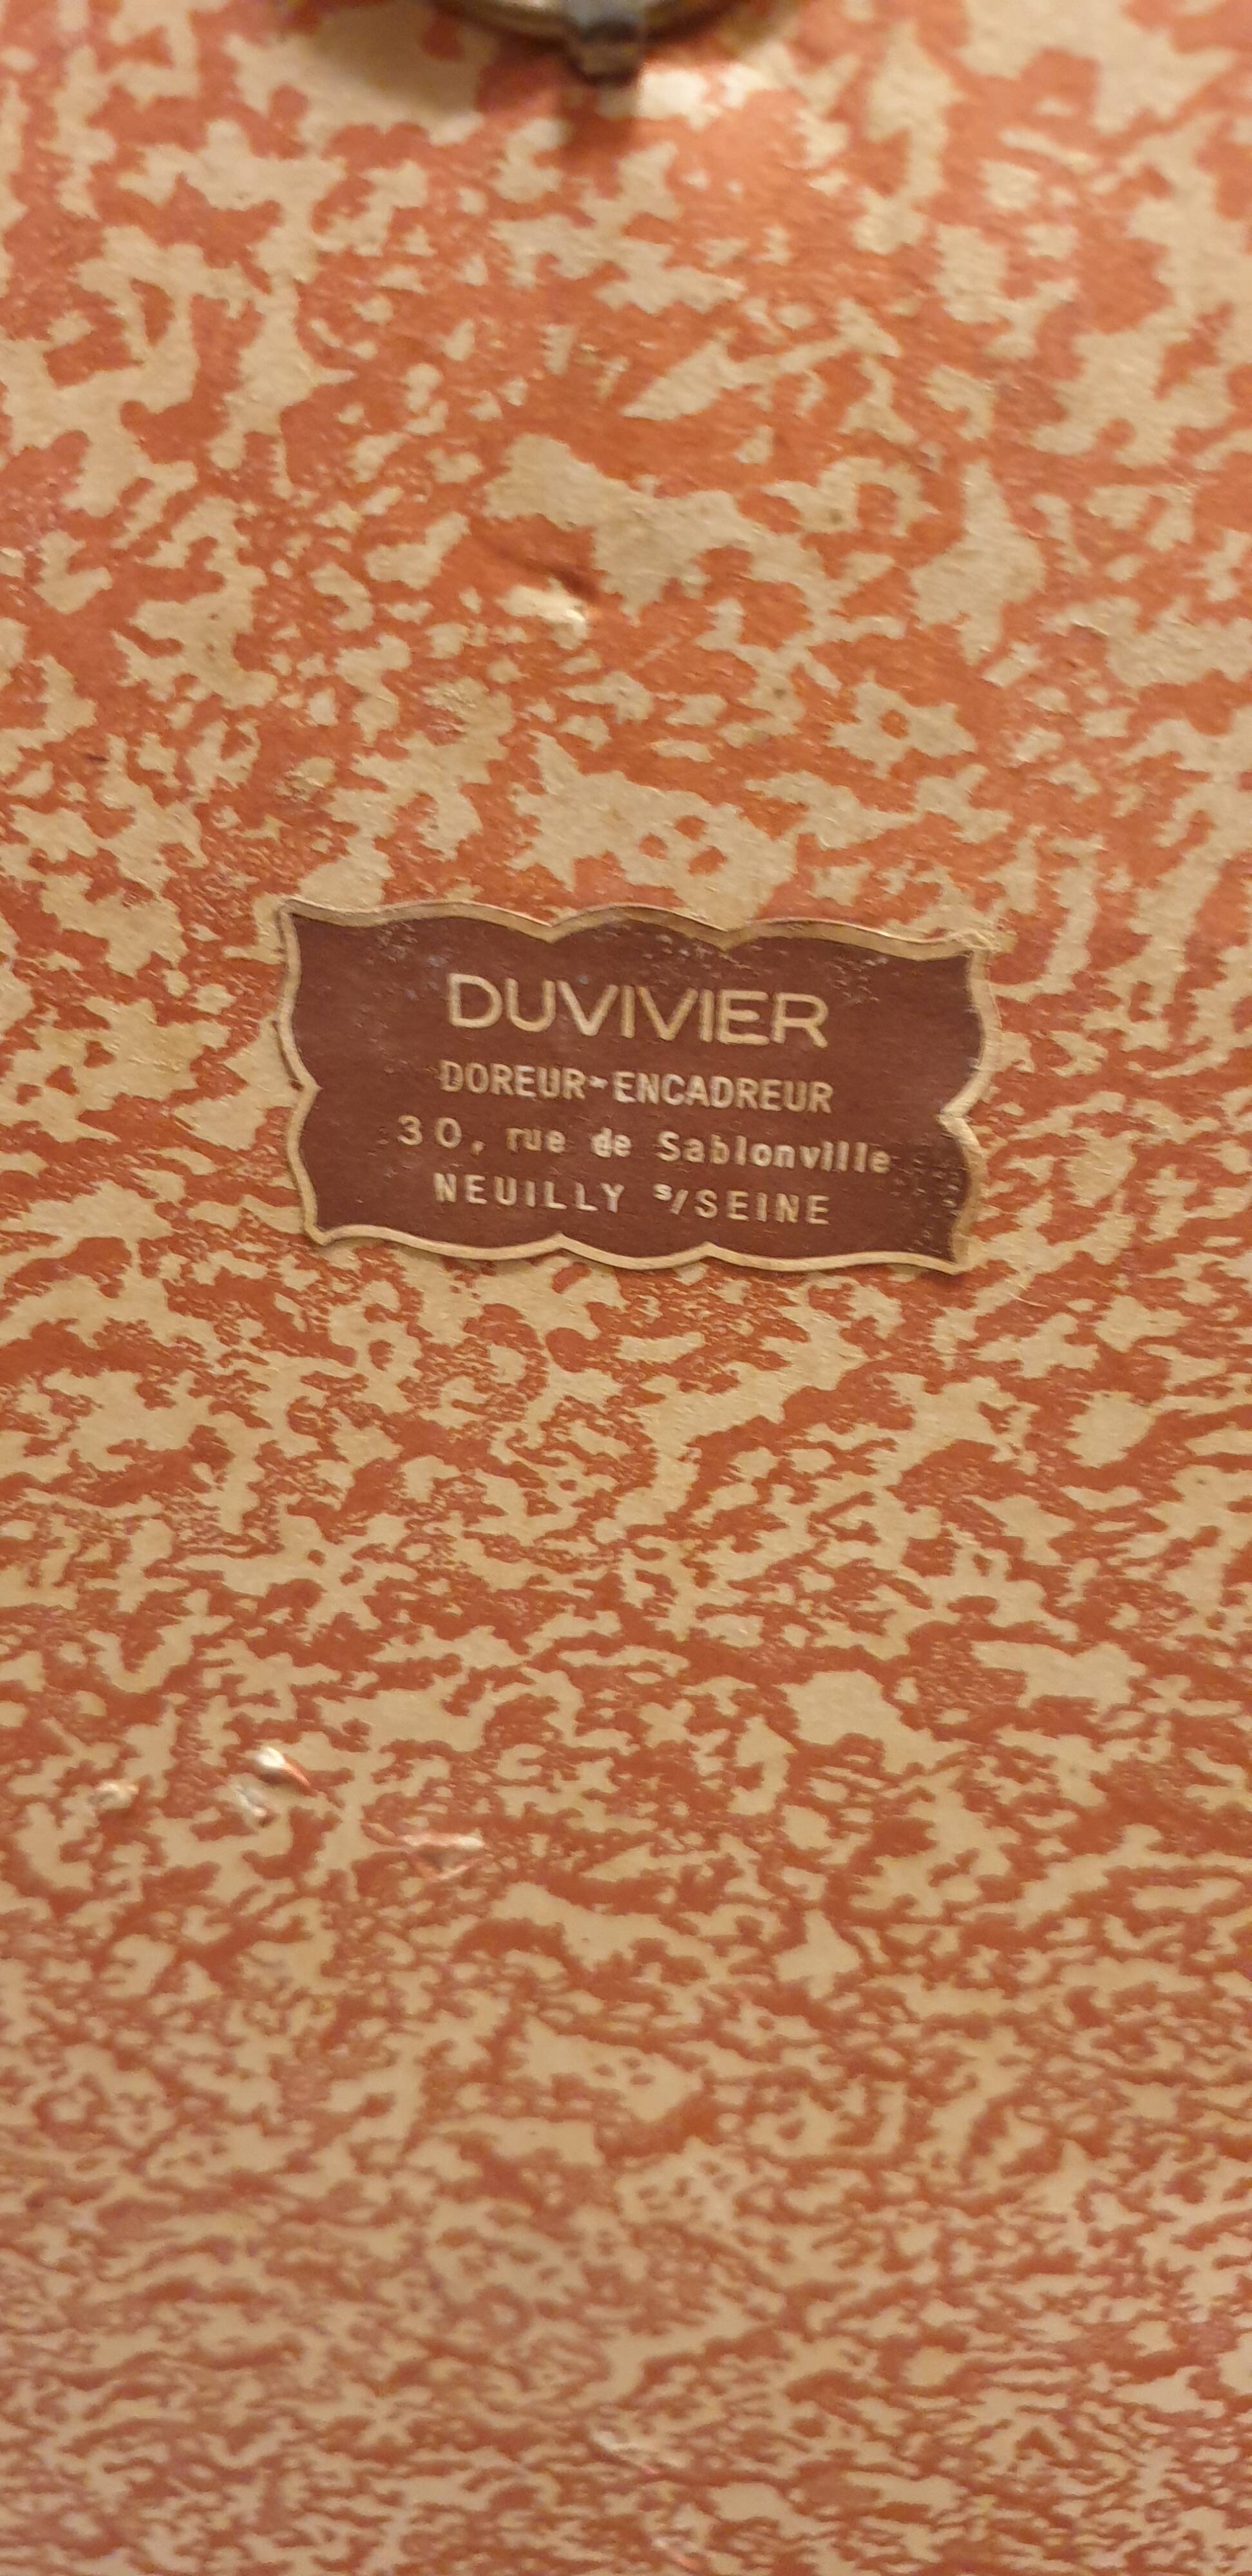 DUVIVIER
DOREUR-ENCADREUR
30, rue de Sablonville
NEUILLY s/SEINE